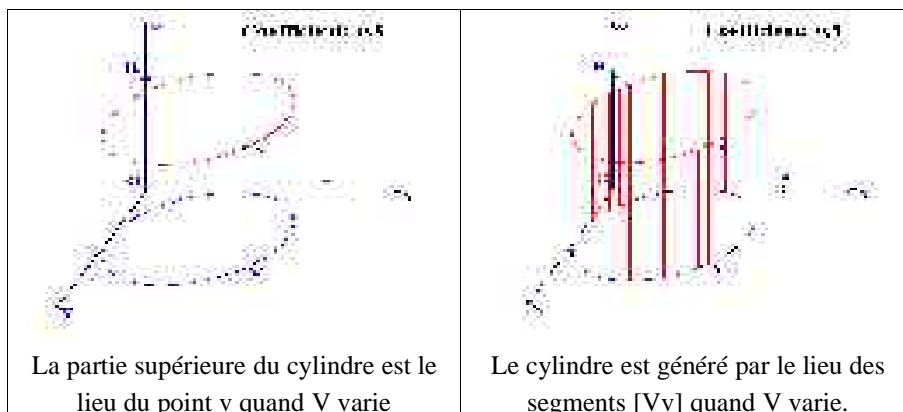 La partie supérieure du cylindre est le
lieu du point v quand V varie
Le cylindre est généré par le lieu des
segments [Vv] quand V varie.